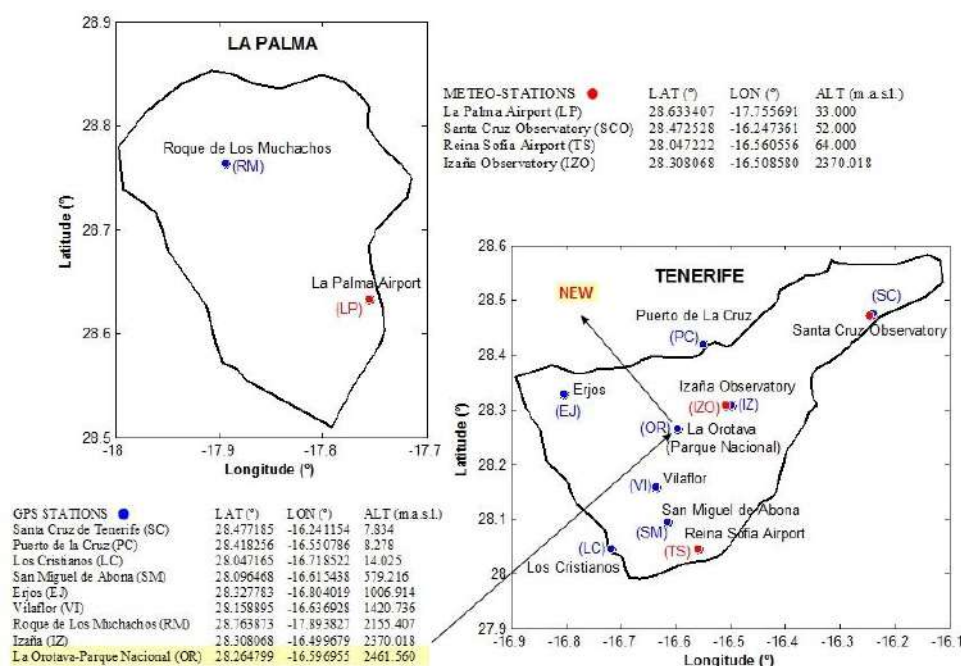 28.9
LA PALMA
28.8
Roque de Los Muchachos
(RM)
28.7
La Palma Airport
(LP)
28.6
28.5
-18 -17.9 -17.8 -17.7
Longitude (º)
Latitude (º)
METEO-STATIONS LAT (º) LON (º) ALT (m.a.s.l.)
La Palma Airport (LP) 28.633407 -17.755691 33.000
Santa Cruz Observatory (SCO) 28.472528 -16.247361 52.000
Reina Sofía Airport (TS) 28.047222 -16.560556 64.000
Izaña Observatory (IZO) 28.308068 -16.508580 2370.018
28.6
TENERIFE
NEW
28.5
(SC)
Puerto de La Cruz
Santa Cruz Observatory
(PC)
28.4
Erjos
Izaña Observatory
28.3
(EJ)
(IZO) (IZ)
(OR) La Orotava
(Parque Nacional)
28.2
Vilaflor
(VI)
San Miguel de Abona
28.1
(SM) Reina Sofía Airport
(LC) (TS)
28
Los Cristianos
27.9
-16.9 -16.8 -16.7 -16.6 -16.5 -16.4 -16.3 -16.2 -16.1
Longitude (º)
Latitude (º)
GPS STATIONS LAT (º) LON (º) ALT (m.a.s.l.)
Santa Cruz de Tenerife (SC) 28.477185 -16.241154 7.834
Puerto de la Cruz (PC) 28.418256 -16.550786 8.278
Los Cristianos (LC) 28.047165 -16.718522 14.025
San Miguel de Abona (SM) 28.096468 -16.615438 579.216
Erjos (EJ) 28.327783 -16.804019 1006.914
Vilaflor (VI) 28.158895 -16.636928 1420.736
Roque de Los Muchachos (RM) 28.763873 -17.893827 2155.407
Izaña (IZ) 28.308068 -16.499679 2370.018
La Orotava-Parque Nacional (OR) 28.264799 -16.596955 2461.560